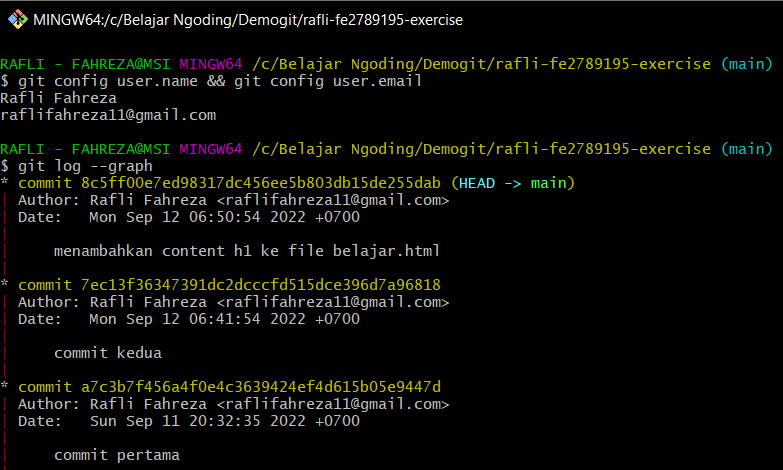 MINGW64:/c/Belajar Ngoding/Demogit/rafli-fe2789195-exercise
RAFLI - FAHREZA@MSI MINGW64 /c/Belajar Ngoding/Demogit/rafli-fe2789195-exercise (main)
$ git config user.name && git config user.email
Rafli Fahreza
raflifahreza11@gmail.com
RAFLI - FAHREZA@MSI MINGW64 /c/Belajar Ngoding/Demogit/rafli-fe2789195-exercise (main)
$ git log --graph
* commit 8c5ff00e7ed98317dc456ee5b803db15de255dab (HEAD -> main)
| Author: Rafli Fahreza <raflifahreza11@gmail.com>
| Date:   Mon Sep 12 06:50:54 2022 +0700
|
|     menambahkan content h1 ke file belajar.html
|
* commit 7ec13f36347391dc2dcccfd515dce396d7a96818
| Author: Rafli Fahreza <raflifahreza11@gmail.com>
| Date:   Mon Sep 12 06:41:54 2022 +0700
|
|     commit kedua
|
* commit a7c3b7f456a4f0e4c3639424ef4d615b05e9447d
| Author: Rafli Fahreza <raflifahreza11@gmail.com>
| Date:   Sun Sep 11 20:32:35 2022 +0700
|
|     commit pertama